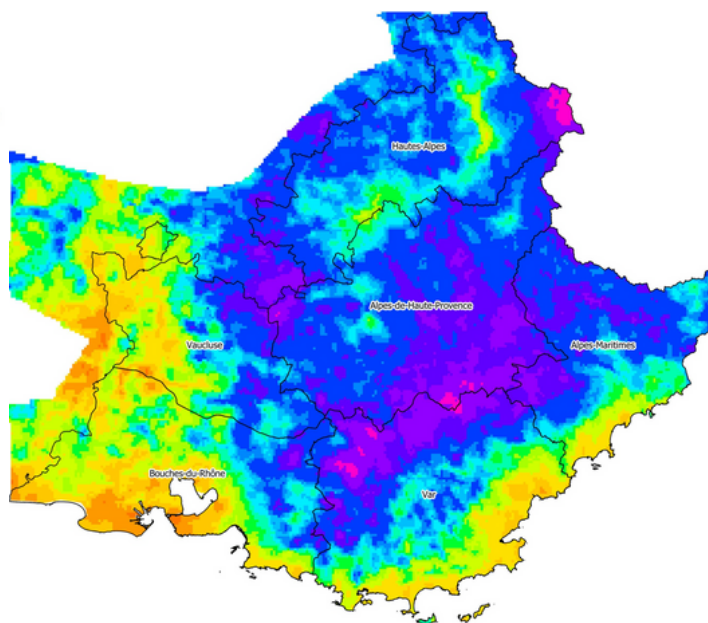 Hautes-Alpes
Alpes-de-Haute-Provence
Vaucluse
Alpes-Maritimes
Bouches-du-Rhône
Var